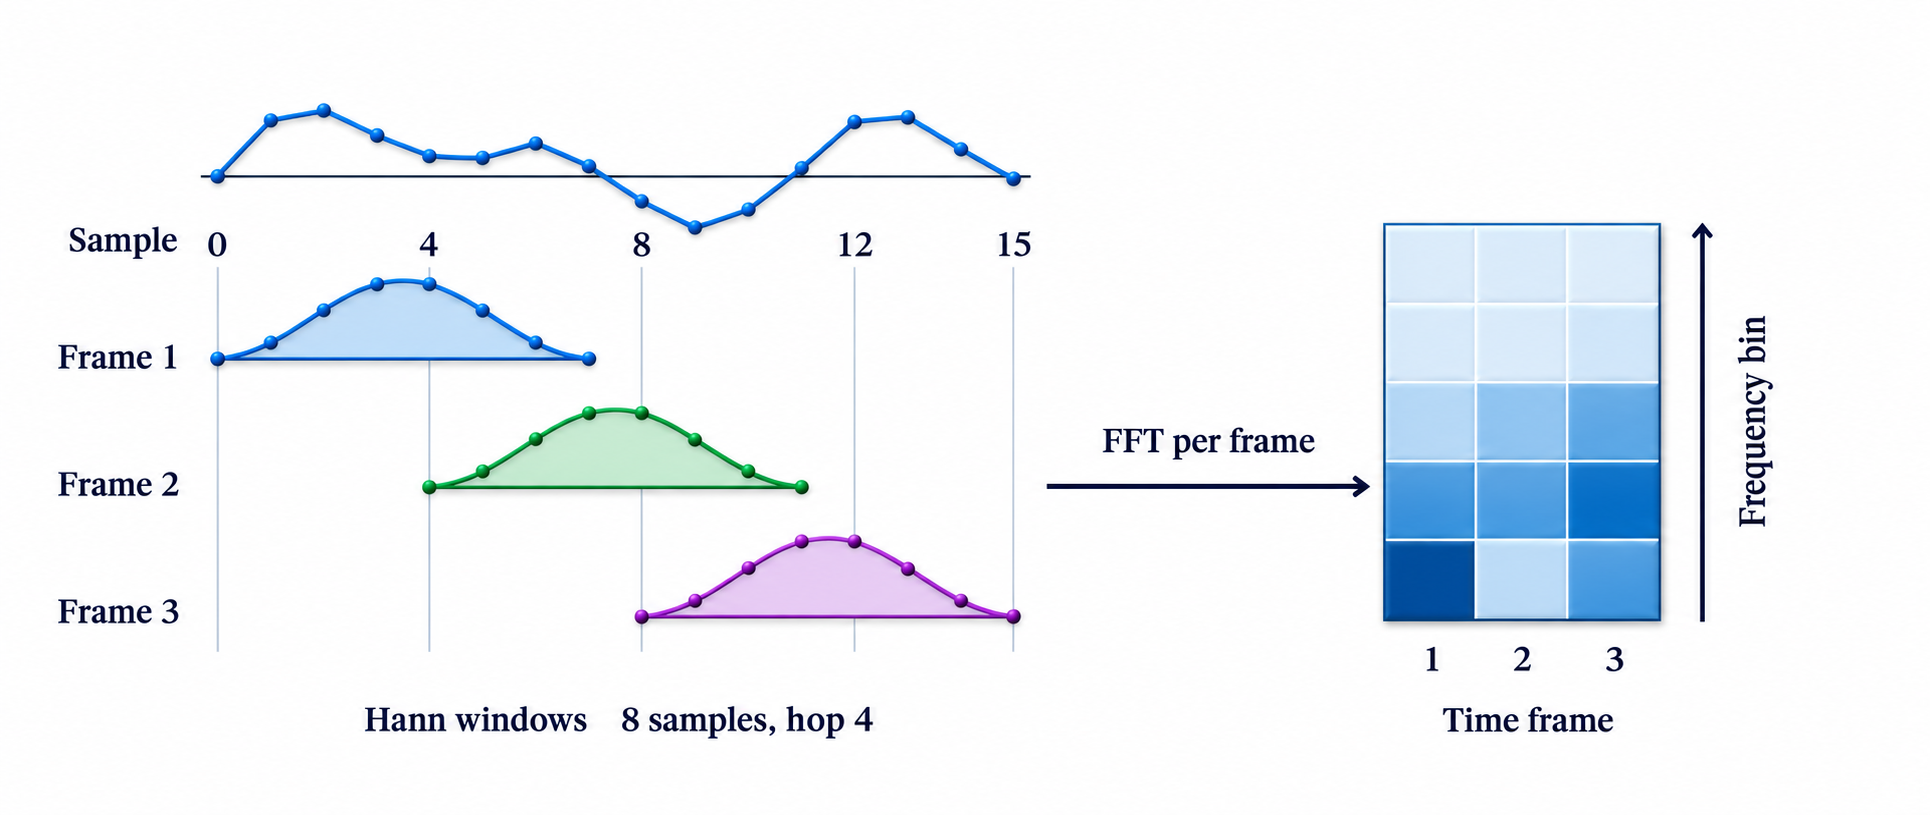 Sample 0 4 8 12 15
Frame 1
Frame 2
Frame 3
Hann windows 8 samples, hop 4
FFT per frame
Frequency bin
1 2 3
Time frame